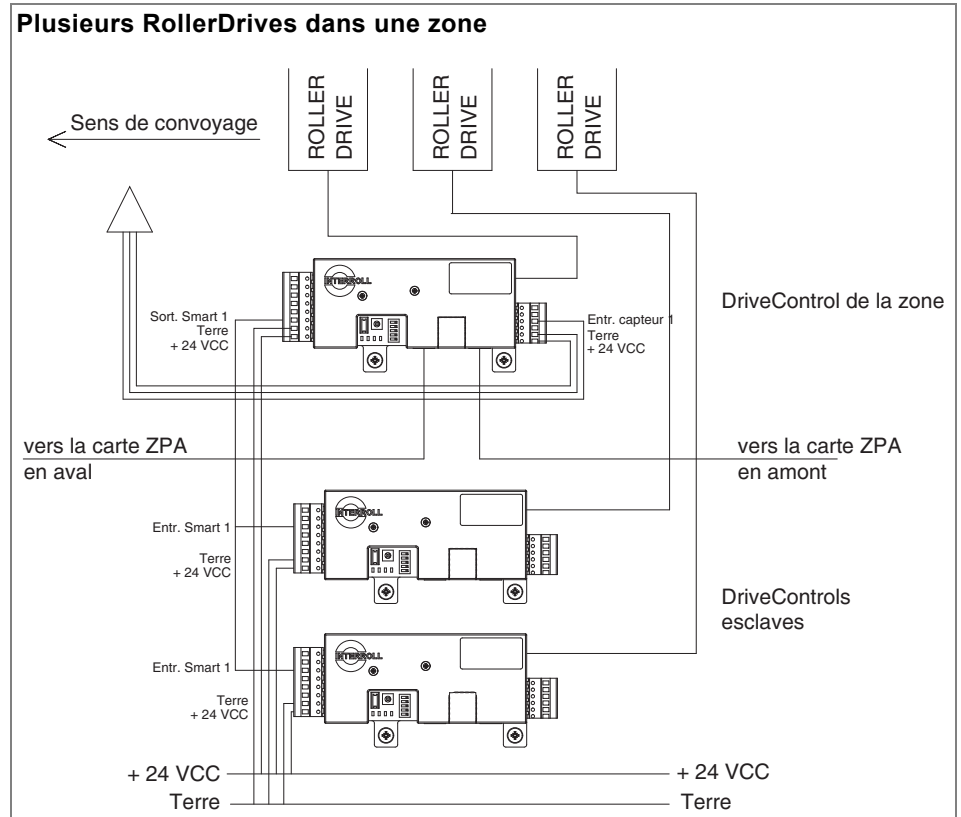 Plusieurs RollerDrives dans une zone
ROLLER
DRIVE
ROLLER
DRIVE
ROLLER
DRIVE
Sens de convoyage
INTERROLL
Sort. Smart 1
Terre
+ 24 VCC
Entr. capteur 1
Terre
+ 24 VCC
DriveControl de la zone
vers la carte ZPA
en aval
vers la carte ZPA
en amont
INTERROLL
Entr. Smart 1
Terre
+ 24 VCC
DriveControls
esclaves
INTERROLL
Entr. Smart 1
Terre
+ 24 VCC
+ 24 VCC
+ 24 VCC
Terre
Terre